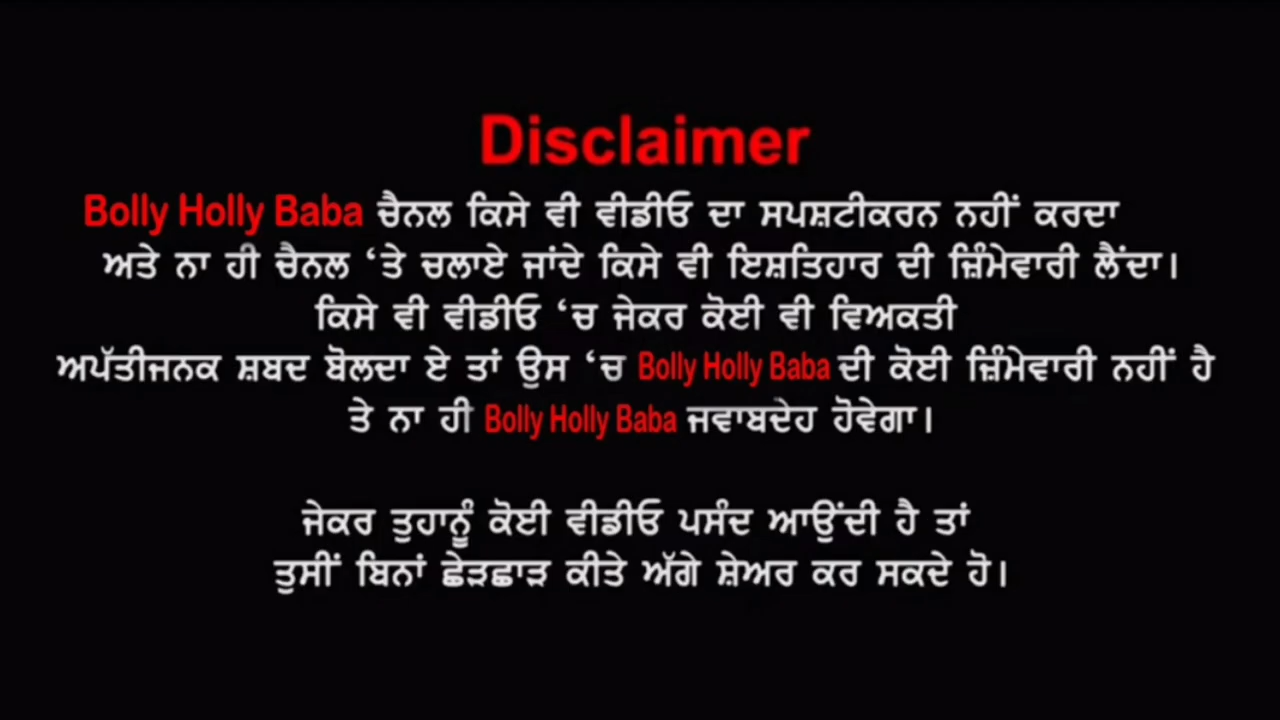 Disclaimer
Bolly Holly Baba ਚੈਨਲ ਕਿਸੇ ਵੀ ਵੀਡੀਓ ਦਾ ਸਪਸ਼ਟੀਕਰਨ ਨਹੀਂ ਕਰਦਾ
ਅਤੇ ਨਾ ਹੀ ਚੈਨਲ ‘ਤੇ ਚਲਾਏ ਜਾਂਦੇ ਕਿਸੇ ਵੀ ਇਸ਼ਤਿਹਾਰ ਦੀ ਜ਼ਿੰਮੇਵਾਰੀ ਲੈਂਦਾ।
ਕਿਸੇ ਵੀ ਵੀਡੀਓ ‘ਚ ਜੇਕਰ ਕੋਈ ਵੀ ਵਿਅਕਤੀ
ਅਪੱਤੀਜਨਕ ਸ਼ਬਦ ਬੋਲਦਾ ਏ ਤਾਂ ਉਸ ‘ਚ Bolly Holly Baba ਦੀ ਕੋਈ ਜ਼ਿੰਮੇਵਾਰੀ ਨਹੀਂ ਹੈ
ਤੇ ਨਾ ਹੀ Bolly Holly Baba ਜਵਾਬਦੇਹ ਹੋਵੇਗਾ।
ਜੇਕਰ ਤੁਹਾਨੂੰ ਕੋਈ ਵੀਡੀਓ ਪਸੰਦ ਆਉਂਦੀ ਹੈ ਤਾਂ
ਤੁਸੀਂ ਬਿਨਾਂ ਛੇੜਛਾੜ ਕੀਤੇ ਅੱਗੇ ਸ਼ੇਅਰ ਕਰ ਸਕਦੇ ਹੋ।